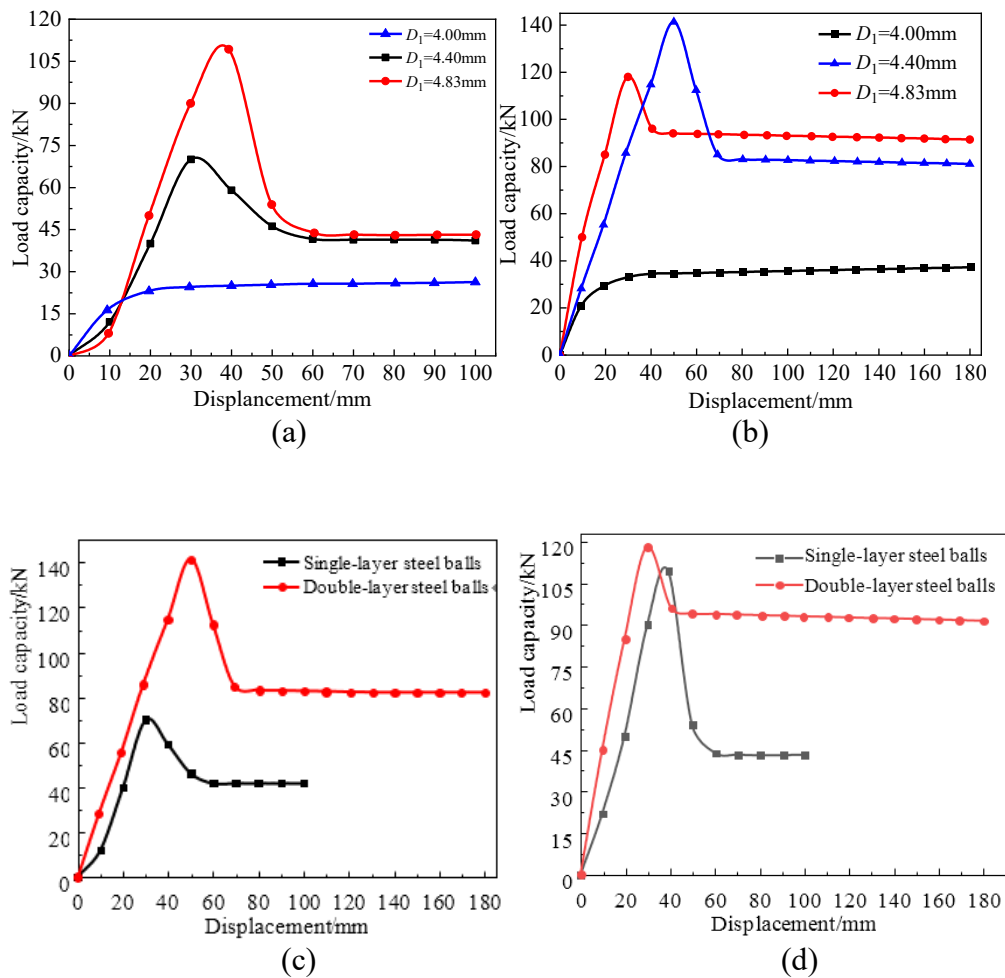 120
105
90
75
60
45
30
15
0
Load capacity/kN
D1=4.00mm
D1=4.40mm
D1=4.83mm
0 10 20 30 40 50 60 70 80 90 100
Displancement/mm
(a)
140
120
100
80
60
40
20
0
Load capacity/kN
D1=4.00mm
D1=4.40mm
D1=4.83mm
0 20 40 60 80 100 120 140 160 180
Displacement/mm
(b)
140
120
100
80
60
40
20
0
Load capacity/kN
Single-layer steel balls
Double-layer steel balls
0 20 40 60 80 100 120 140 160 180
Displacement/mm
(c)
120
105
90
75
60
45
30
15
0
Load capacity/kN
Single-layer steel balls
Double-layer steel balls
0 20 40 60 80 100 120 140 160 180
Displacement/mm
(d)